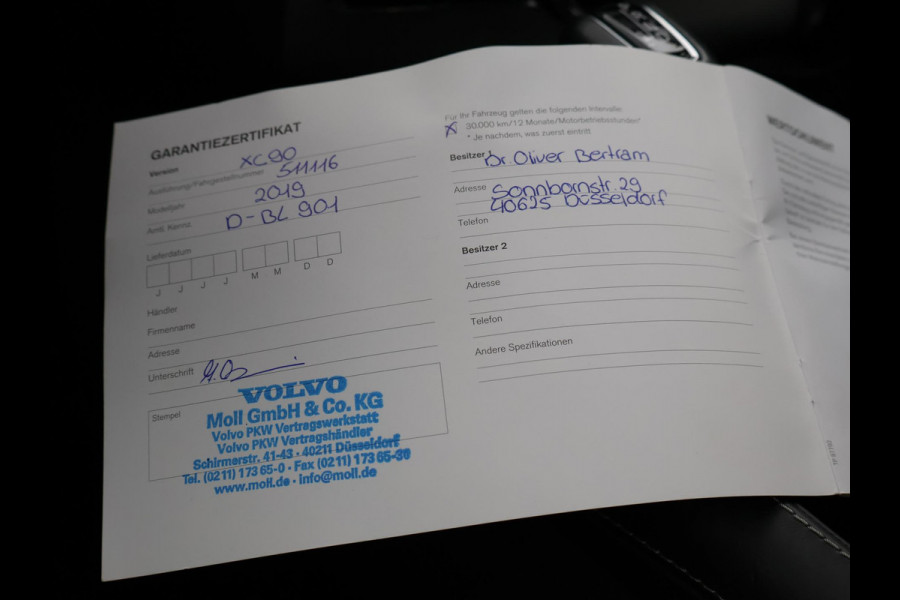 GARANTIEZERTIFIKAT
Version XC90
Ausführung/Fahrgestellnummer 511116
Modelljahr 2019
Amtl. Kennz. D-BL 901
Lieferdatum
J J J J M M D D
Händler
Firmenname
Adresse
Unterschrift
Stempel
VOLVO
Moll GmbH & Co. KG
Volvo PKW Vertragswerkstatt
Volvo PKW Vertragshändler
Schirmerstr. 41-43 · 40211 Düsseldorf
Tel. (0211) 173 65-0 · Fax (0211) 173 65-30
www.moll.de · info@moll.de
Für Ihr Fahrzeug gelten die folgenden Intervalle:
X 30.000 km/12 Monate/Motorbetriebsstunden*
* Je nachdem, was zuerst eintritt
Besitzer 1 Dr. Oliver Bertram
Adresse Sonnbornstr. 29
40625 Düsseldorf
Telefon
Besitzer 2
Adresse
Telefon
Andere Spezifikationen